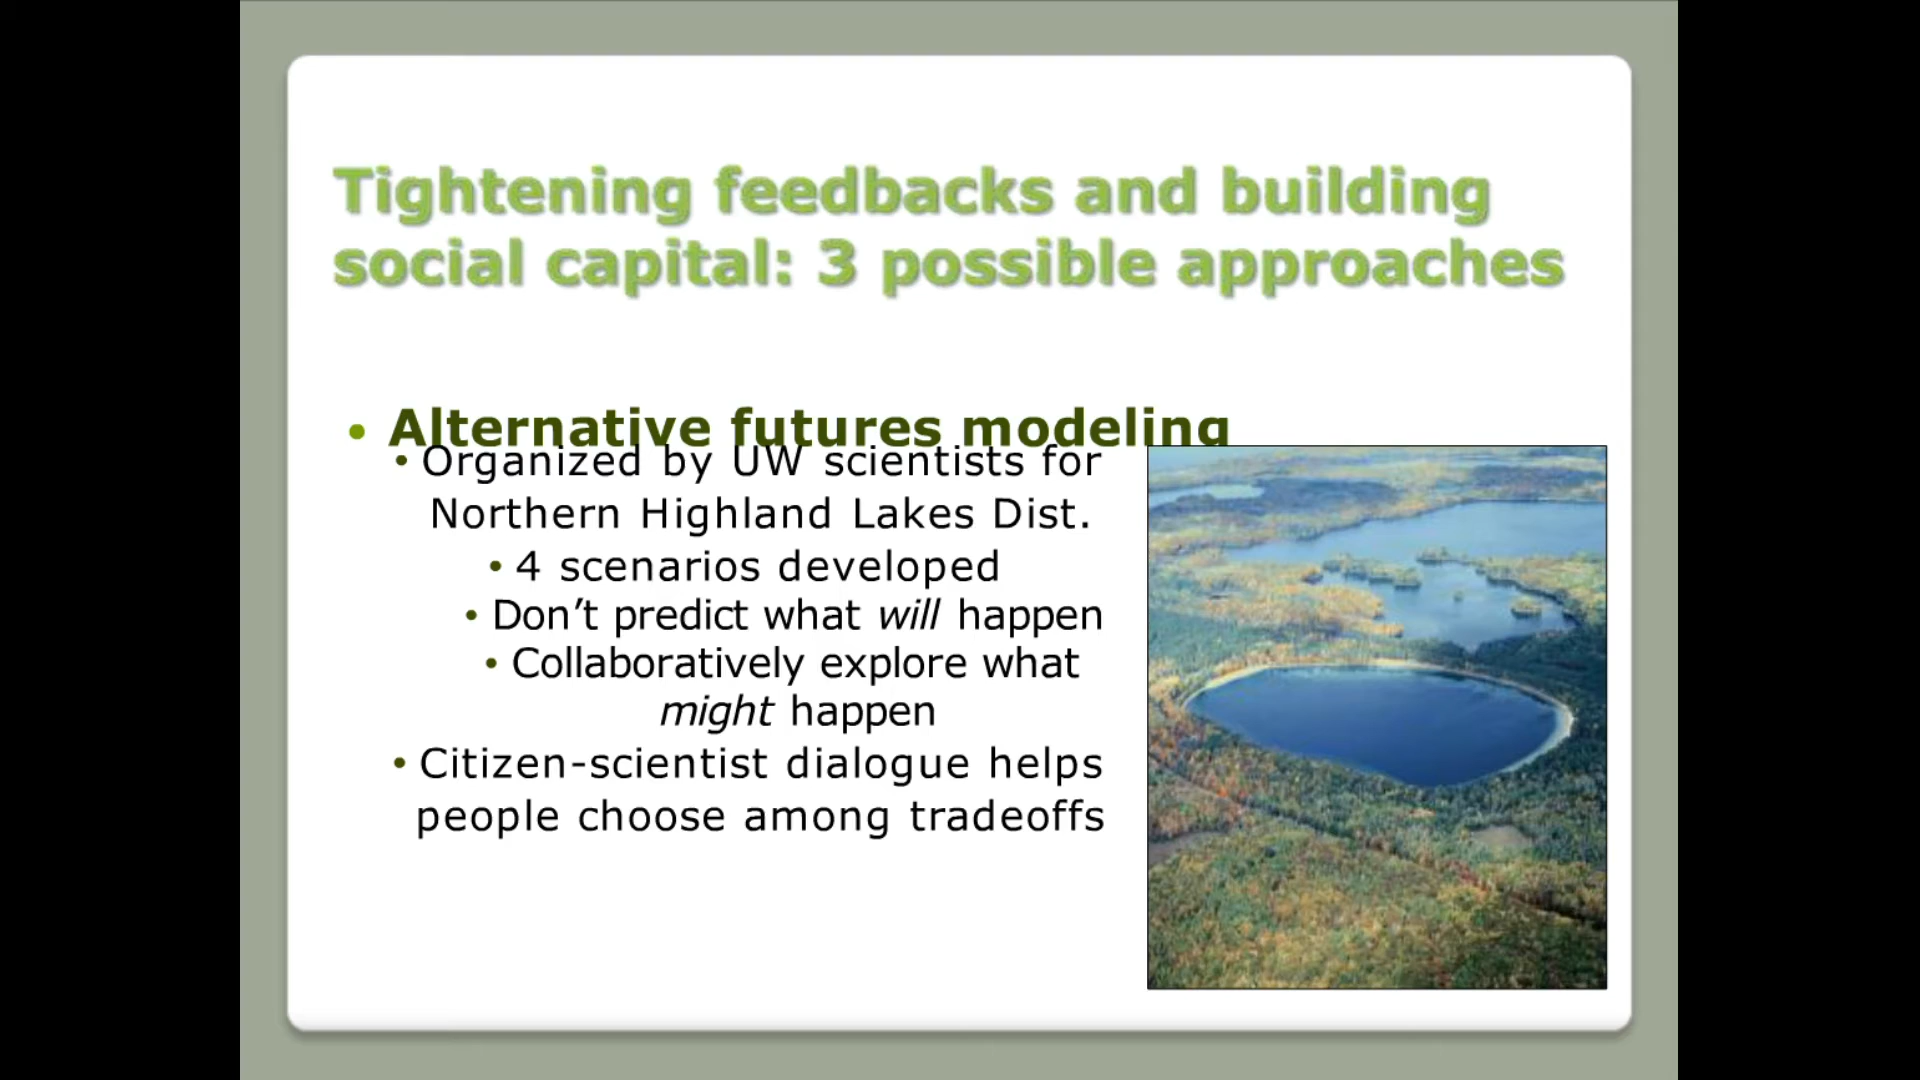 Tightening feedbacks and building
social capital: 3 possible approaches
• Alternative futures modeling
• Organized by UW scientists for
Northern Highland Lakes Dist.
• 4 scenarios developed
• Don’t predict what will happen
• Collaboratively explore what
might happen
• Citizen-scientist dialogue helps
people choose among tradeoffs